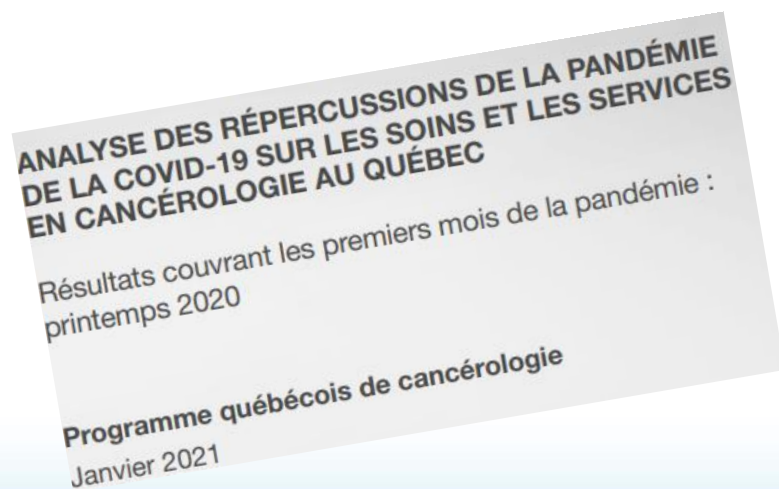 ANALYSE DES RÉPERCUSSIONS DE LA PANDÉMIE
DE LA COVID-19 SUR LES SOINS ET LES SERVICES
EN CANCÉROLOGIE AU QUÉBEC
Résultats couvrant les premiers mois de la pandémie :
printemps 2020
Programme québécois de cancérologie
Janvier 2021